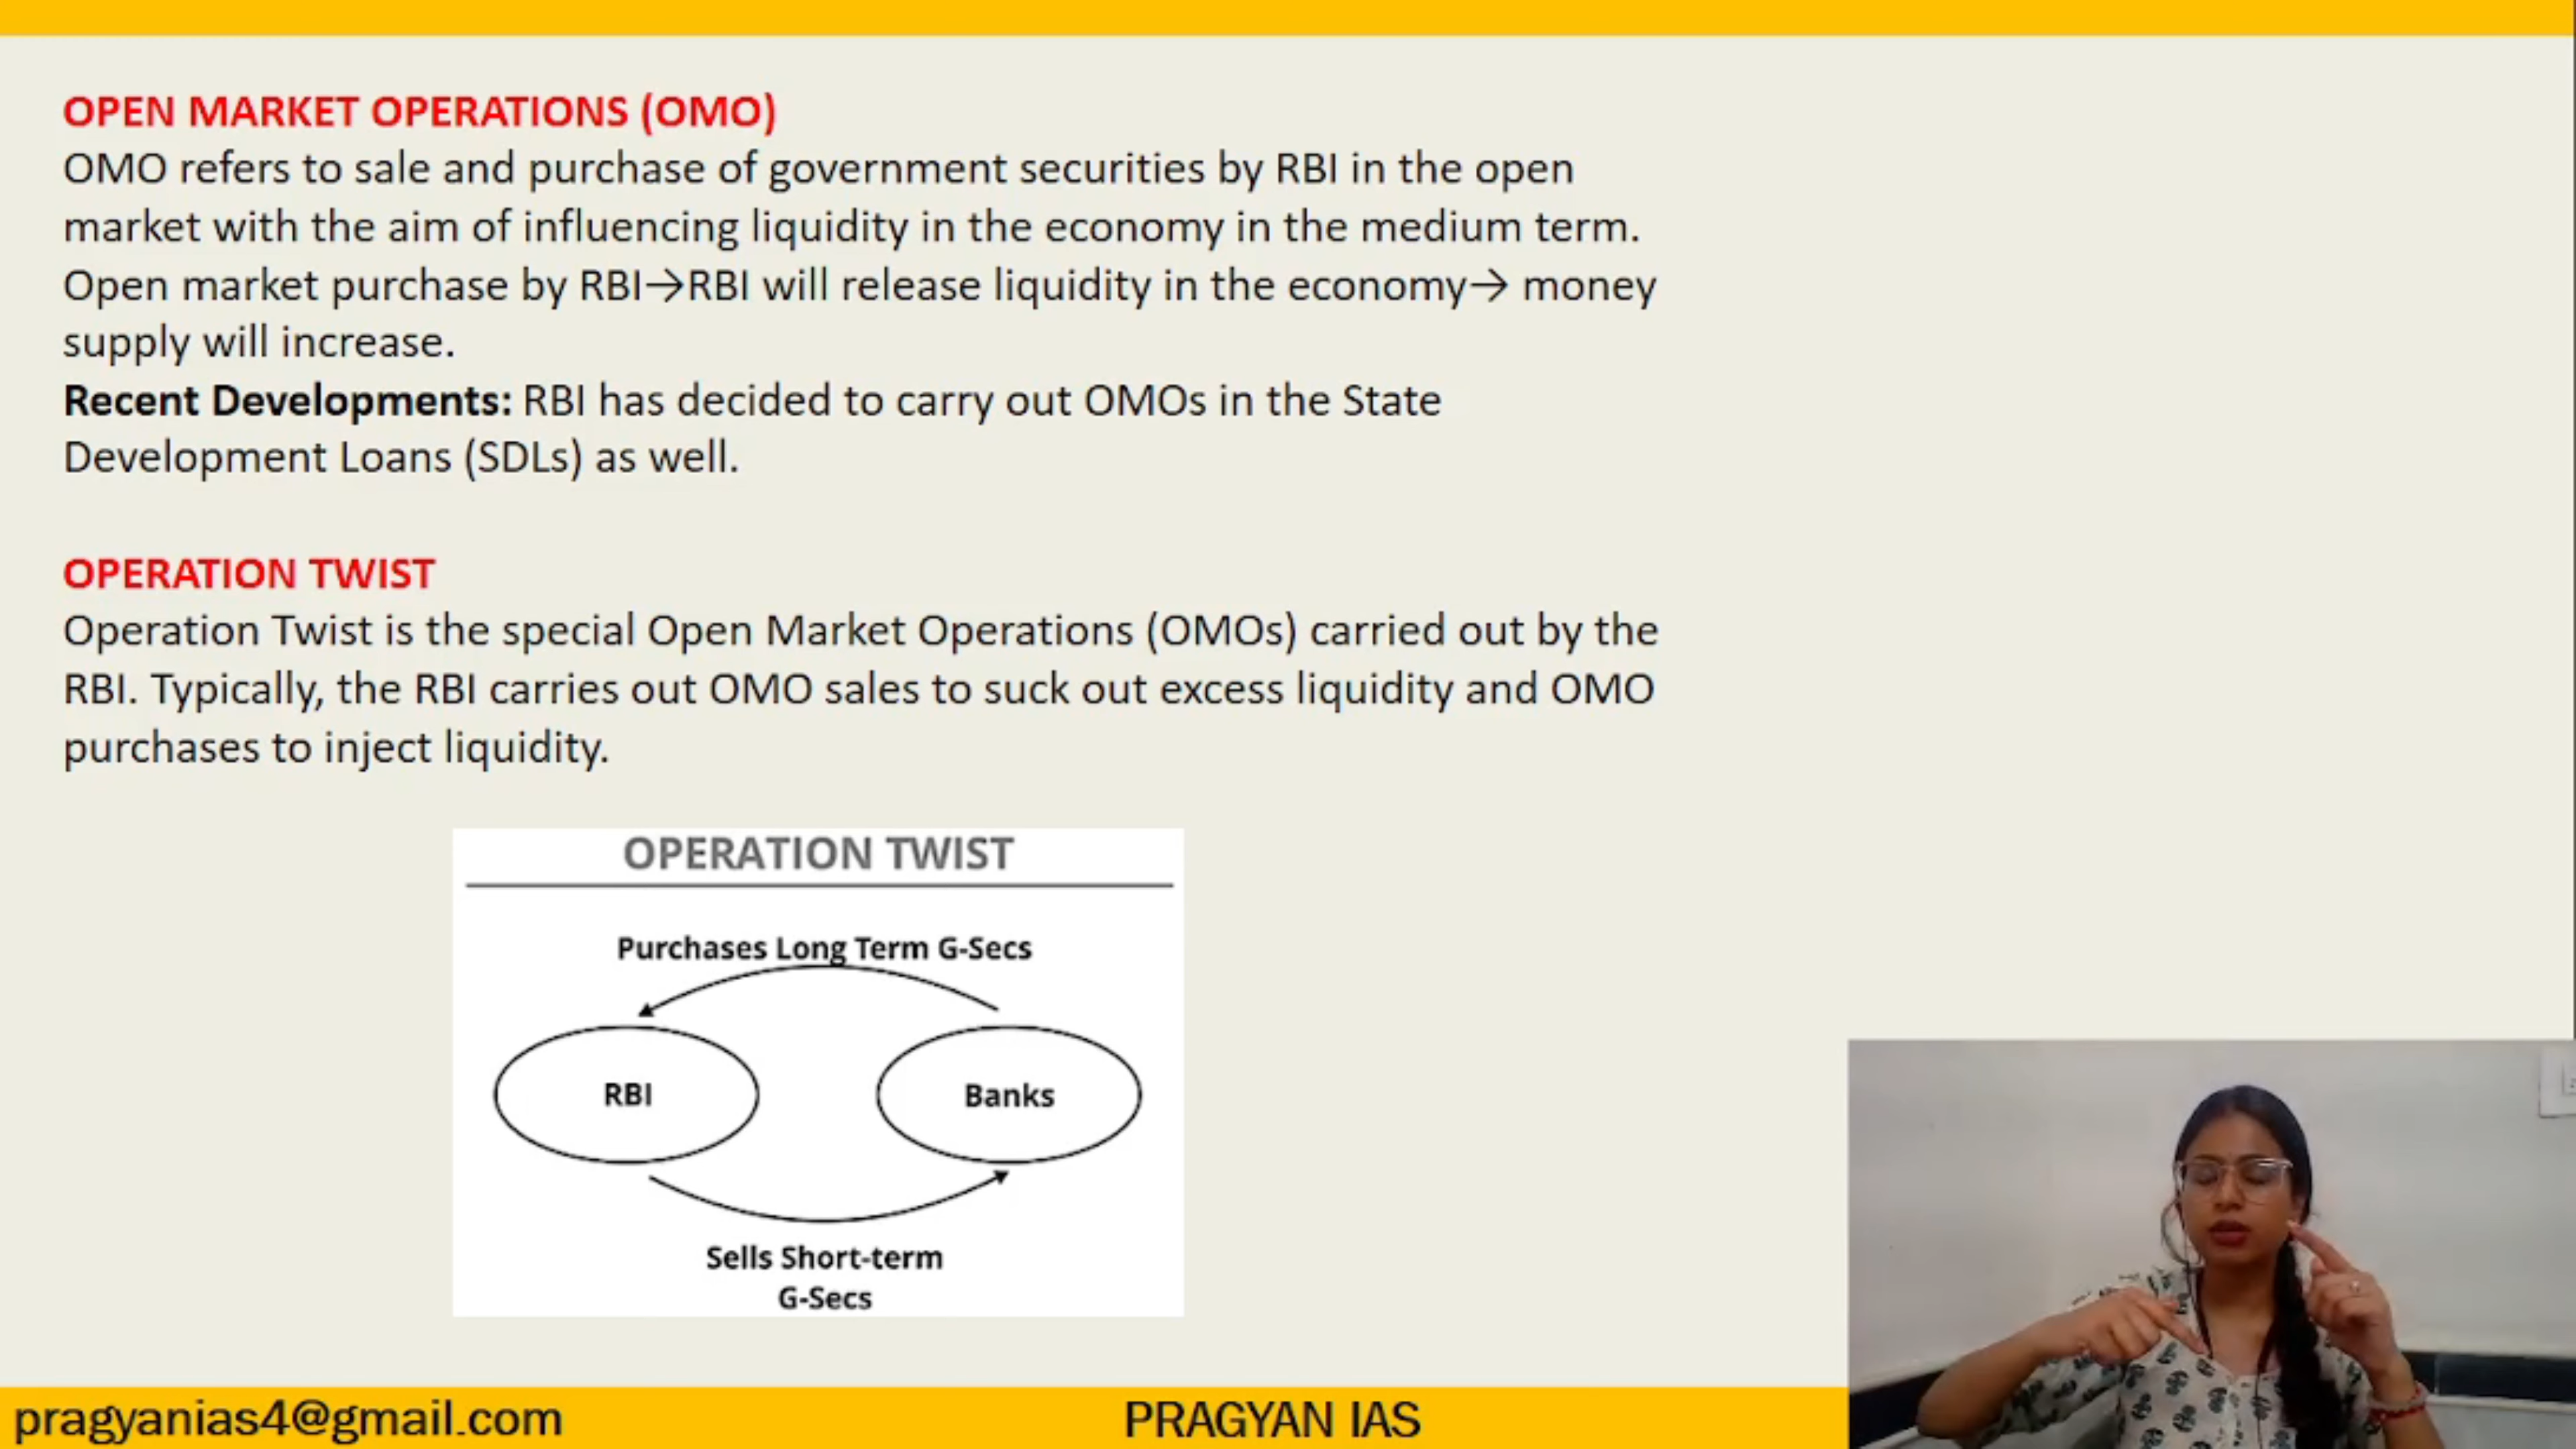 OPEN MARKET OPERATIONS (OMO)
OMO refers to sale and purchase of government securities by RBI in the open
market with the aim of influencing liquidity in the economy in the medium term.
Open market purchase by RBI→RBI will release liquidity in the economy→ money
supply will increase.
Recent Developments: RBI has decided to carry out OMOs in the State
Development Loans (SDLs) as well.
OPERATION TWIST
Operation Twist is the special Open Market Operations (OMOs) carried out by the
RBI. Typically, the RBI carries out OMO sales to suck out excess liquidity and OMO
purchases to inject liquidity.
OPERATION TWIST
Purchases Long Term G-Secs
RBI
Banks
Sells Short-term
G-Secs
pragyanias4@gmail.com
PRAGYAN IAS